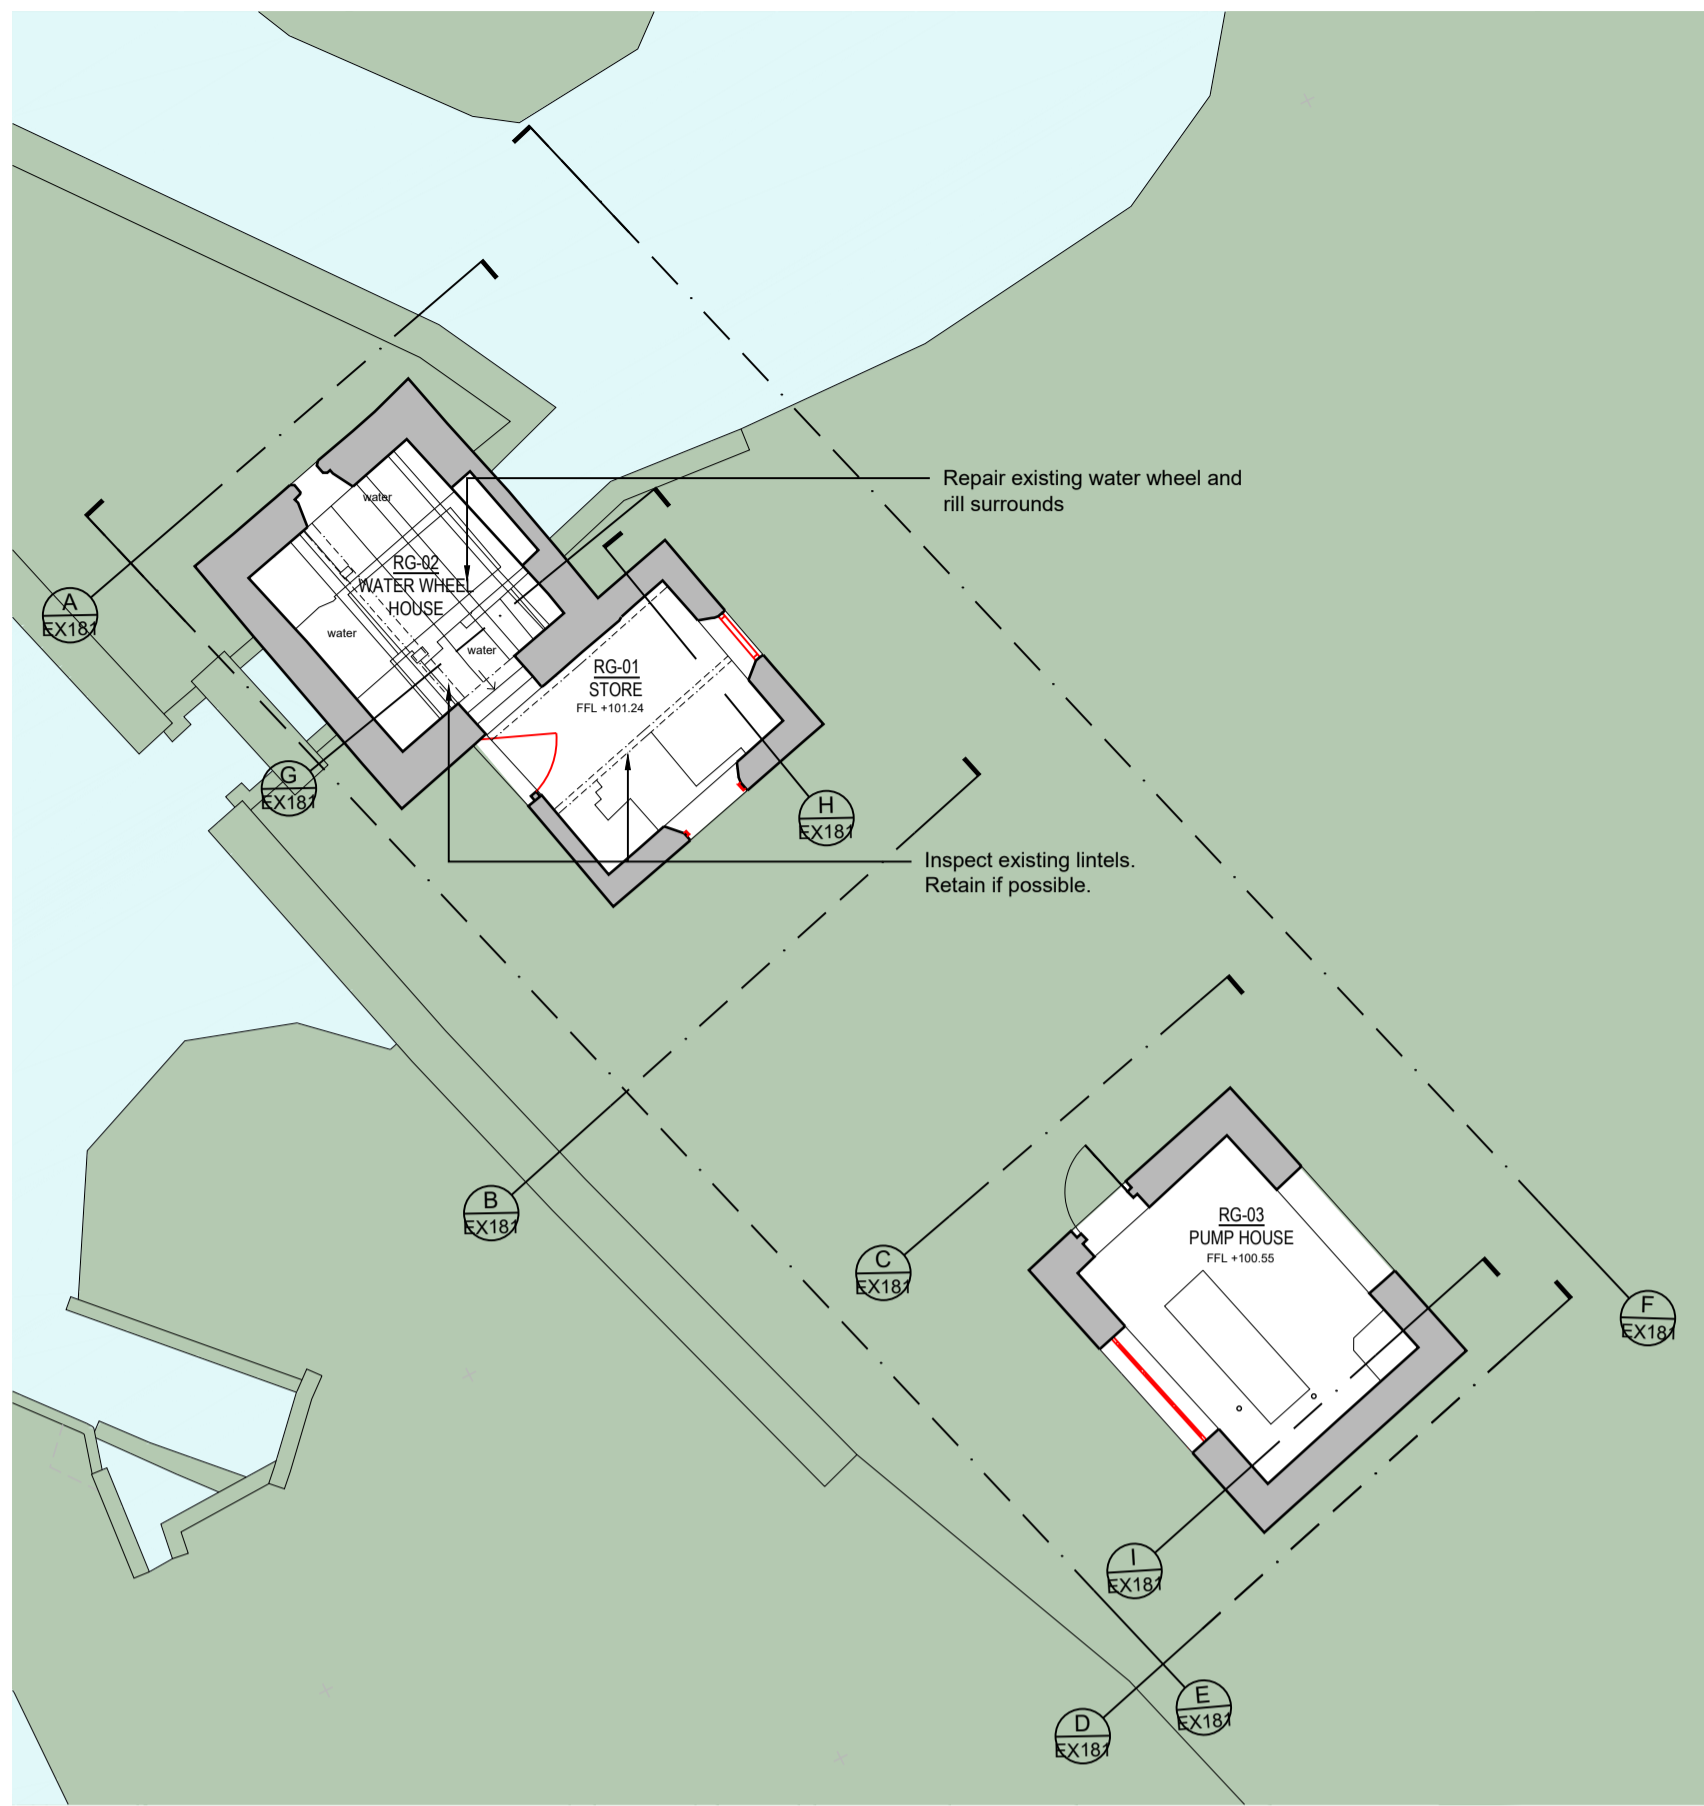 Repair existing water wheel and
rill surrounds
water
RG-02
WATER WHEEL
HOUSE
water
water
A
EX181
RG-01
STORE
FFL +101.24
G
EX181
H
EX181
Inspect existing lintels.
Retain if possible.
B
EX181
C
EX181
RG-03
PUMP HOUSE
FFL +100.55
F
EX181
I
EX181
E
EX181
D
EX181